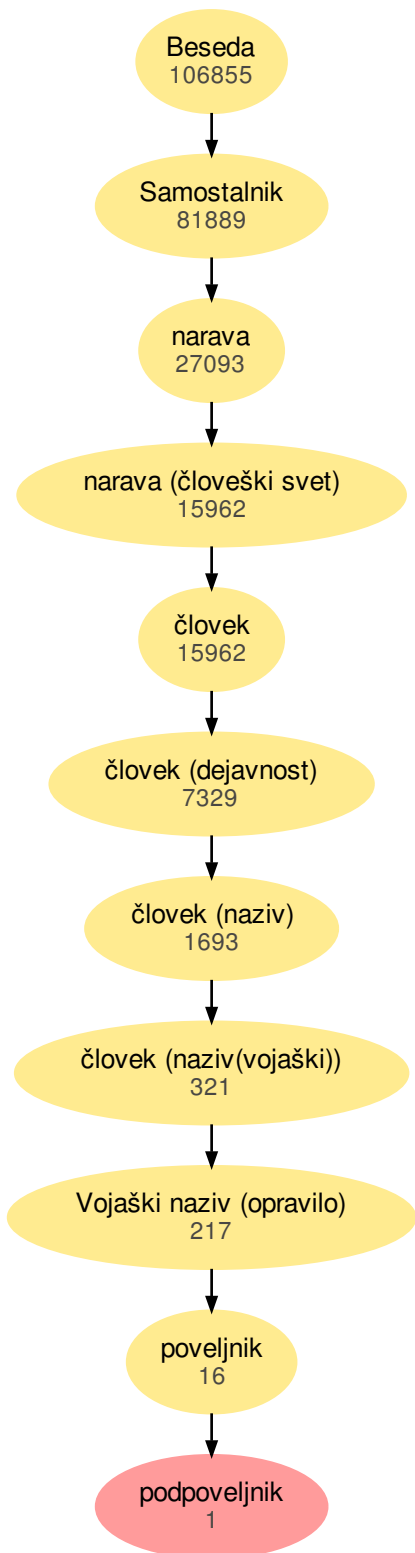 Beseda
106855
Samostalnik
81889
narava
27093
narava (človeški svet)
15962
človek
15962
človek (dejavnost)
7329
človek (naziv)
1693
človek (naziv(vojaški))
321
Vojaški naziv (opravilo)
217
poveljnik
16
podpoveljnik
1